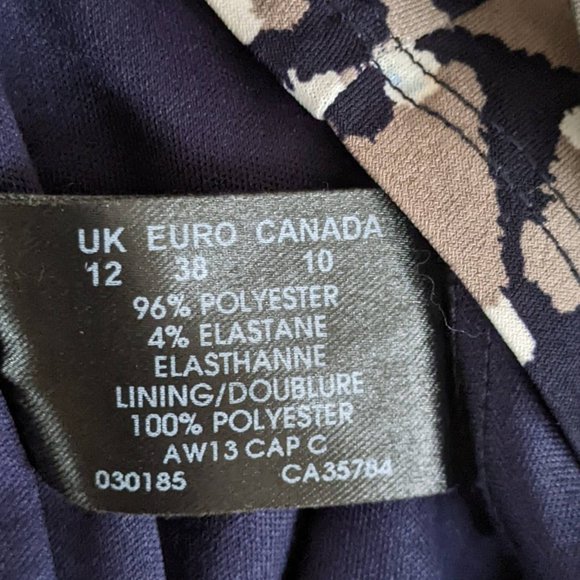 UK EURO CANADA
12 38 10
96% POLYESTER
4% ELASTANE
ELASTHANNE
LINING/DOUBLURE
100% POLYESTER
AW13 CAP C
030185 CA35784